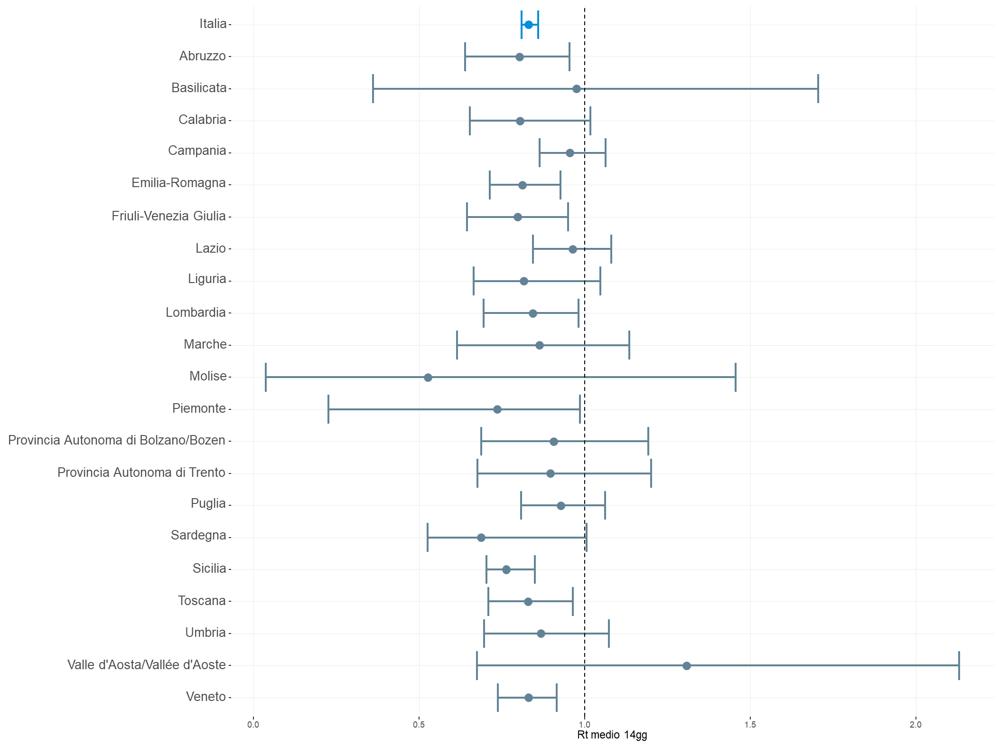 Italia
Abruzzo
Basilicata
Calabria
Campania
Emilia-Romagna
Friuli-Venezia Giulia
Lazio
Liguria
Lombardia
Marche
Molise
Piemonte
Provincia Autonoma di Bolzano/Bozen
Provincia Autonoma di Trento
Puglia
Sardegna
Sicilia
Toscana
Umbria
Valle d'Aosta/Vallée d'Aoste
Veneto
0.0 0.5 1.0 1.5 2.0
Rt medio 14gg